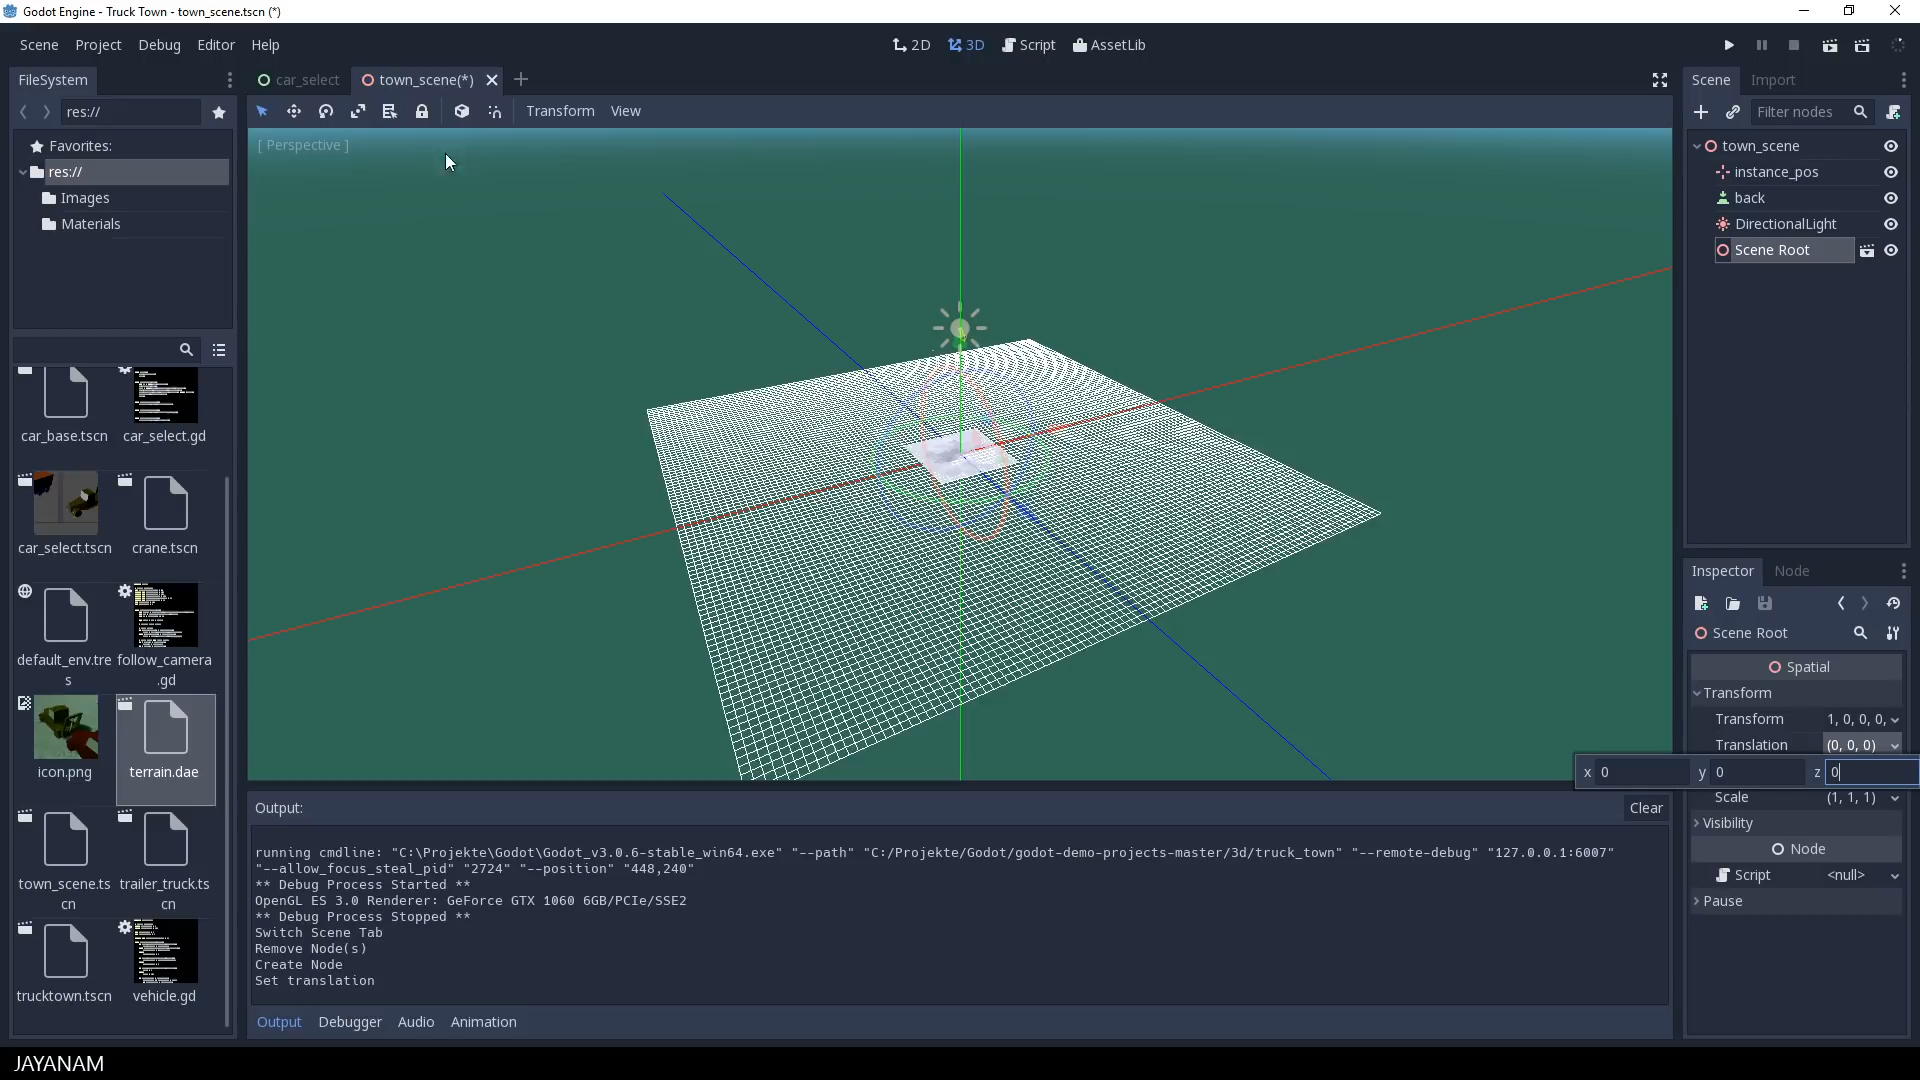 Godot Engine - Truck Town - town_scene.tscn (*)
Scene Project Debug Editor Help
2D 3D Script AssetLib
FileSystem
res://
Favorites:
res://
Images
Materials
car_base.tscn car_select.gd
car_select.tscn crane.tscn
default_env.tre
s
follow_camera
.gd
icon.png terrain.dae
town_scene.ts
cn
trailer_truck.ts
cn
trucktown.tscn vehicle.gd
car_select town_scene(*)
Transform View
[ Perspective ]
Output:
Clear
running cmdline: "C:\Projekte\Godot\Godot_v3.0.6-stable_win64.exe" "--path" "C:/Projekte/Godot/godot-demo-projects-master/3d/truck_town" "--remote-debug" "127.0.0.1:6007"
"--allow_focus_steal_pid" "2724" "--position" "448,240"
** Debug Process Started **
OpenGL ES 3.0 Renderer: GeForce GTX 1060 6GB/PCIe/SSE2
** Debug Process Stopped **
Switch Scene Tab
Remove Node(s)
Create Node
Set translation
Output Debugger Audio Animation
Scene Import
Filter nodes
town_scene
instance_pos
back
DirectionalLight
Scene Root
Inspector Node
Scene Root
Spatial
Transform
Transform 1, 0, 0, 0,
Translation (0, 0, 0)
x 0 y 0 z 0
Scale (1, 1, 1)
Visibility
Node
Script <null>
Pause
JAYANAM